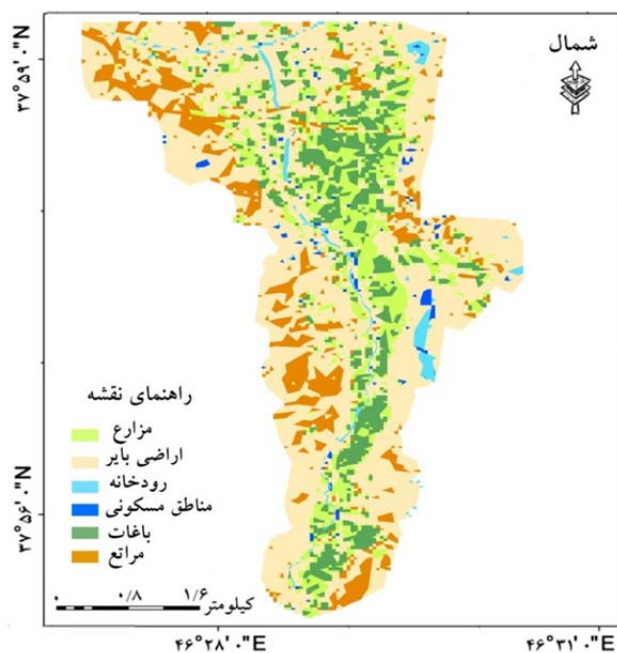 شمال
۳۷°۵۹'۰"N
۳۷°۵۶'۰"N
راهنمای نقشه
مزارع
اراضی بایر
رودخانه
مناطق مسکونی
باغات
مراتع
۰ ۰/۸ ۱/۶
کیلومتر
۴۶°۲۸'۰"E
۴۶°۳۱'۰"E